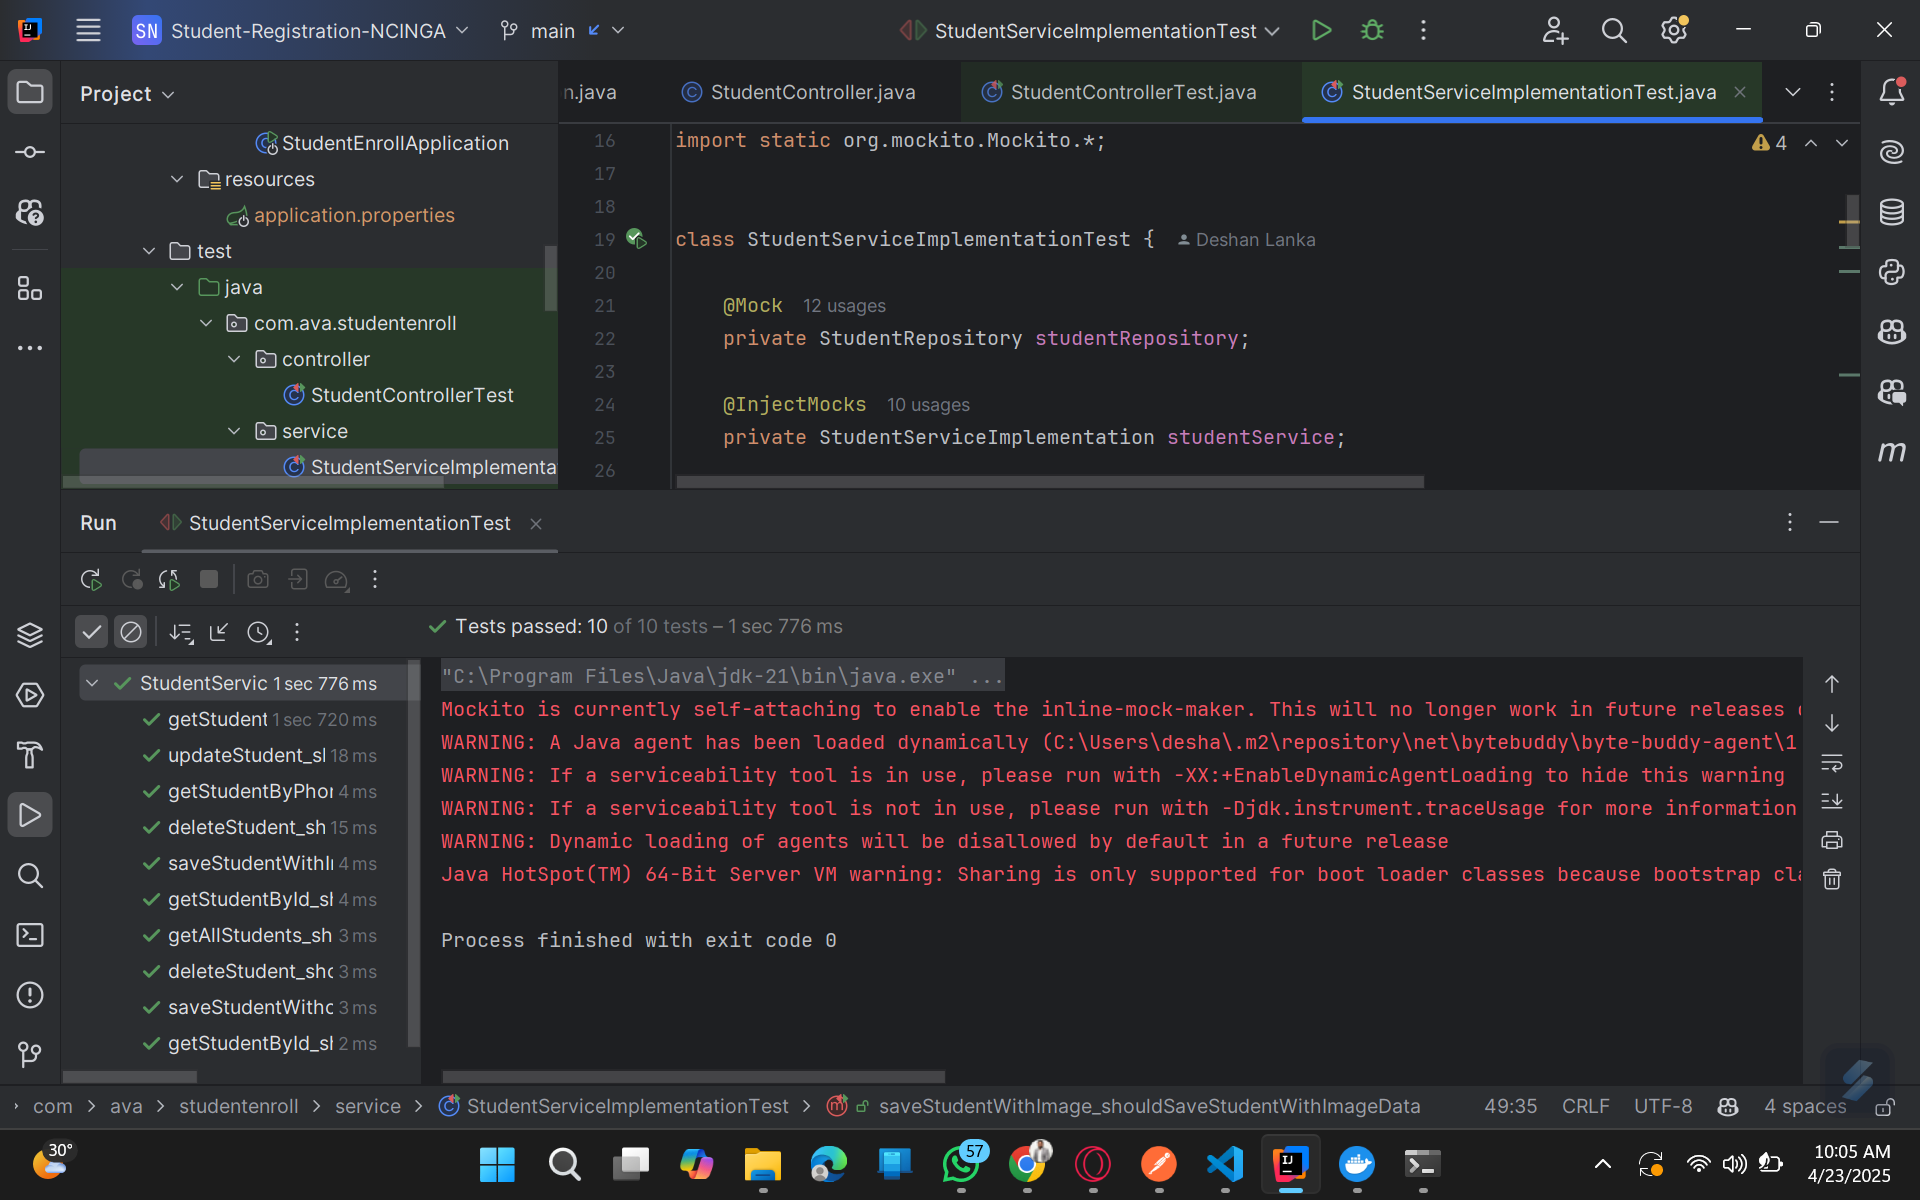 SN Student-Registration-NCINGA main StudentServiceImplementationTest
Project
n.java StudentController.java StudentControllerTest.java StudentServiceImplementationTest.java
StudentEnrollApplication
resources
application.properties
test
java
com.ava.studentenroll
controller
StudentControllerTest
service
StudentServiceImplementa
4
16 import static org.mockito.Mockito.*;
17
18
19 class StudentServiceImplementationTest { Deshan Lanka
20
21 @Mock 12 usages
22 private StudentRepository studentRepository;
23
24 @InjectMocks 10 usages
25 private StudentServiceImplementation studentService;
26
Run StudentServiceImplementationTest
Tests passed: 10 of 10 tests – 1 sec 776 ms
StudentServic 1 sec 776 ms
getStudent 1 sec 720 ms
updateStudent_sl 18 ms
getStudentByPhor 4 ms
deleteStudent_sh 15 ms
saveStudentWithI 4 ms
getStudentById_sl 4 ms
getAllStudents_sh 3 ms
deleteStudent_sho 3 ms
saveStudentWitho 3 ms
getStudentById_sl 2 ms
"C:\Program Files\Java\jdk-21\bin\java.exe" ...
Mockito is currently self-attaching to enable the inline-mock-maker. This will no longer work in future releases
WARNING: A Java agent has been loaded dynamically (C:\Users\desha\.m2\repository\net\bytebuddy\byte-buddy-agent\1
WARNING: If a serviceability tool is in use, please run with -XX:+EnableDynamicAgentLoading to hide this warning
WARNING: If a serviceability tool is not in use, please run with -Djdk.instrument.traceUsage for more information
WARNING: Dynamic loading of agents will be disallowed by default in a future release
Java HotSpot(TM) 64-Bit Server VM warning: Sharing is only supported for boot loader classes because bootstrap cla
Process finished with exit code 0
com > ava > studentenroll > service > StudentServiceImplementationTest > saveStudentWithImage_shouldSaveStudentWithImageData 49:35 CRLF UTF-8 4 spaces
30° 57 10:05 AM
4/23/2025